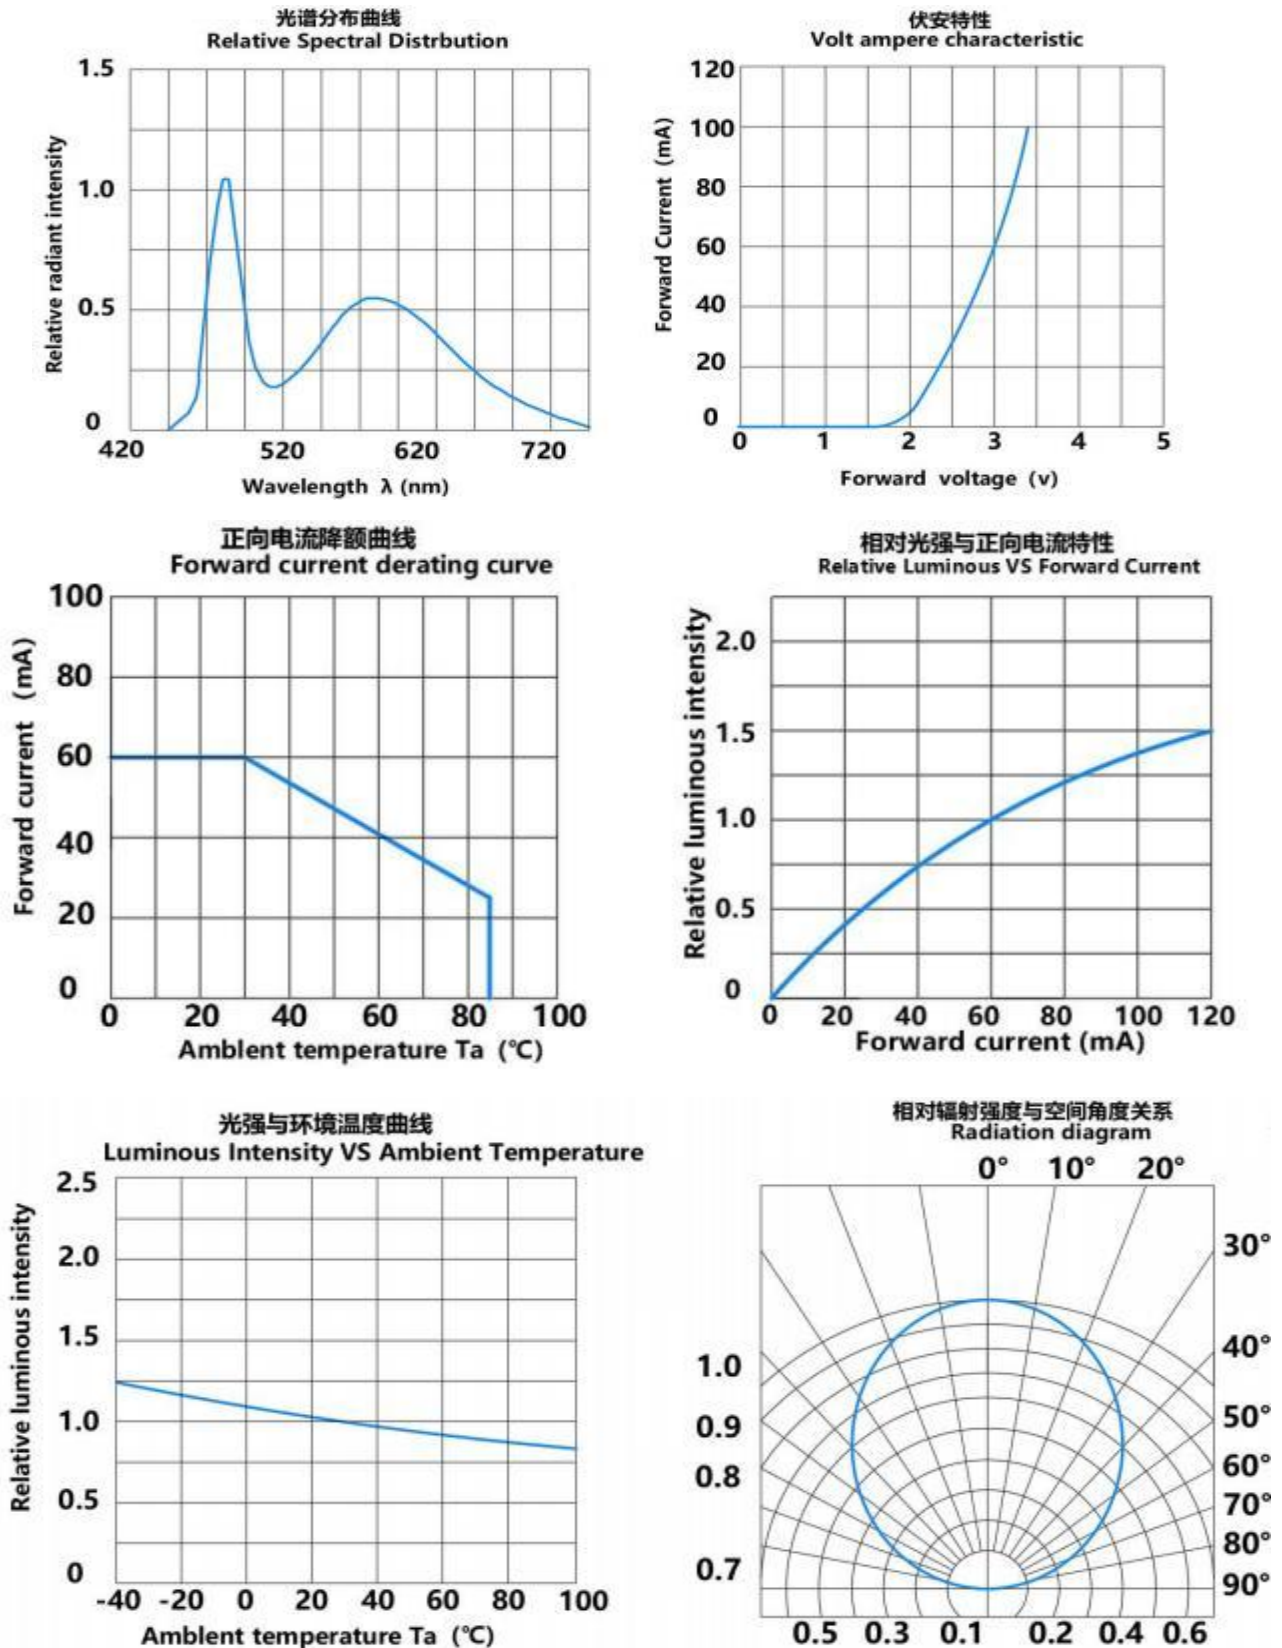 光谱分布曲线
Relative Spectral Distrbution
1.5
1.0
0.5
0
Relative radiant intensity
420 520 620 720
Wavelength λ (nm)
伏安特性
Volt ampere characteristic
120
100
80
60
40
20
0
Forward Current (mA)
0 1 2 3 4 5
Forward voltage (v)
正向电流降额曲线
Forward current derating curve
100
80
60
40
20
0
Forward current (mA)
0 20 40 60 80 100
Amblent temperature Ta (℃)
相对光强与正向电流特性
Relative Luminous VS Forward Current
2.0
1.5
1.0
0.5
0
Relative luminous intensity
0 20 40 60 80 100 120
Forward current (mA)
光强与环境温度曲线
Luminous Intensity VS Ambient Temperature
2.5
2.0
1.5
1.0
0.5
0
Relative luminous intensity
-40 -20 0 20 40 60 80 100
Amblent temperature Ta (℃)
相对辐射强度与空间角度关系
Radiation diagram
0° 10° 20°
30°
40°
50°
60°
70°
80°
90°
1.0
0.9
0.8
0.7
0.5 0.3 0.1 0.2 0.4 0.6